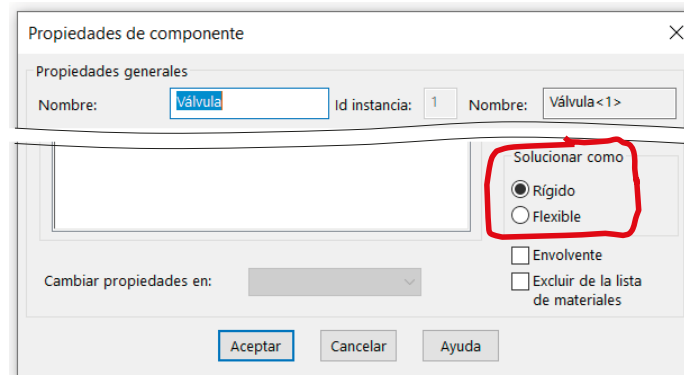 Propiedades de componente
Propiedades generales
Nombre: Válvula Id instancia: 1 Nombre: Válvula<1>
Solucionar como
Rígido
Flexible
Envolvente
Cambiar propiedades en: Excluir de la lista
de materiales
Aceptar Cancelar Ayuda